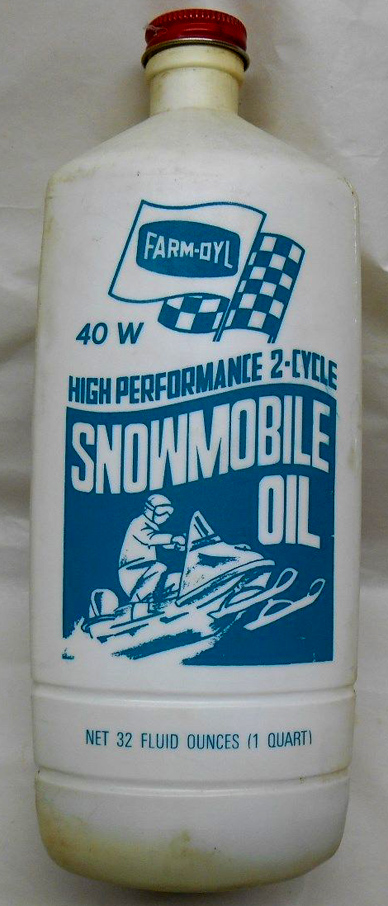 FARM-OYL
40 W
HIGH PERFORMANCE 2-CYCLE
SNOWMOBILE
OIL
NET 32 FLUID OUNCES (1 QUART)